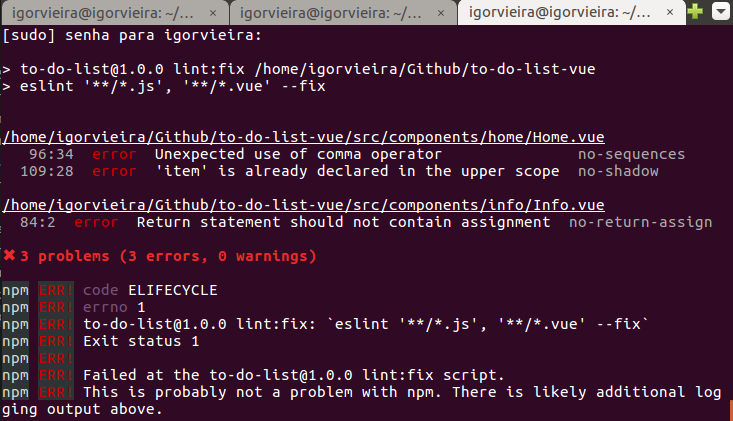 igorvieira@igorvieira: ~/... × igorvieira@igorvieira: ~/... × igorvieira@igorvieira: ~/... ×
[sudo] senha para igorvieira:
> to-do-list@1.0.0 lint:fix /home/igorvieira/Github/to-do-list-vue
> eslint '**/*.js', '**/*.vue' --fix
/home/igorvieira/Github/to-do-list-vue/src/components/home/Home.vue
96:34 error Unexpected use of comma operator no-sequences
109:28 error 'item' is already declared in the upper scope no-shadow
/home/igorvieira/Github/to-do-list-vue/src/components/info/Info.vue
84:2 error Return statement should not contain assignment no-return-assign
✖ 3 problems (3 errors, 0 warnings)
npm ERR! code ELIFECYCLE
npm ERR! errno 1
npm ERR! to-do-list@1.0.0 lint:fix: `eslint '**/*.js', '**/*.vue' --fix`
npm ERR! Exit status 1
npm ERR!
npm ERR! Failed at the to-do-list@1.0.0 lint:fix script.
npm ERR! This is probably not a problem with npm. There is likely additional log
ging output above.